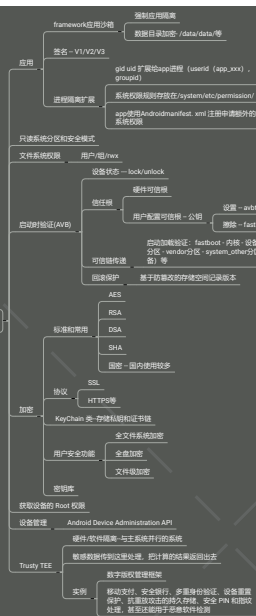 强制应用隔离
framework应用沙箱
数据目录加密- /data/data/等
应用
签名 – V1/V2/V3
gid uid 扩展给app进程（userid（app_xxx），
groupid）
进程隔离扩展
系统权限规则存放在/system/etc/permission/
app使用Androidmanifest. xml 注册申请额外的
系统权限
只读系统分区和安全模式
文件系统权限
用户/组/rwx
设备状态 — lock/unlock
硬件可信根
信任根
设置 – avbt
用户配置可信根 – 公钥
擦除 – fast
启动时验证(AVB)
启动加载验证：fastboot - 内核 - 设备
分区 - vendor分区 - system_other分
备）等
可信链传递
回滚保护
基于防篡改的存储空间记录版本
AES
RSA
标准和常用
DSA
SHA
国密 – 国内使用较多
SSL
协议
HTTPS等
加密
KeyChain 类–存储私钥和证书链
全文件系统加密
用户安全功能
全盘加密
文件级加密
密钥库
获取设备的 Root 权限
设备管理
Android Device Administration API
硬件/软件隔离–与主系统并行的系统
敏感数据传到这里处理，把计算的结果返回出去
Trusty TEE
数字版权管理框架
实例
移动支付、安全银行、多重身份验证、设备重置
保护、抗重放攻击的持久存储、安全 PIN 和指纹
处理，甚至还能用于恶意软件检测